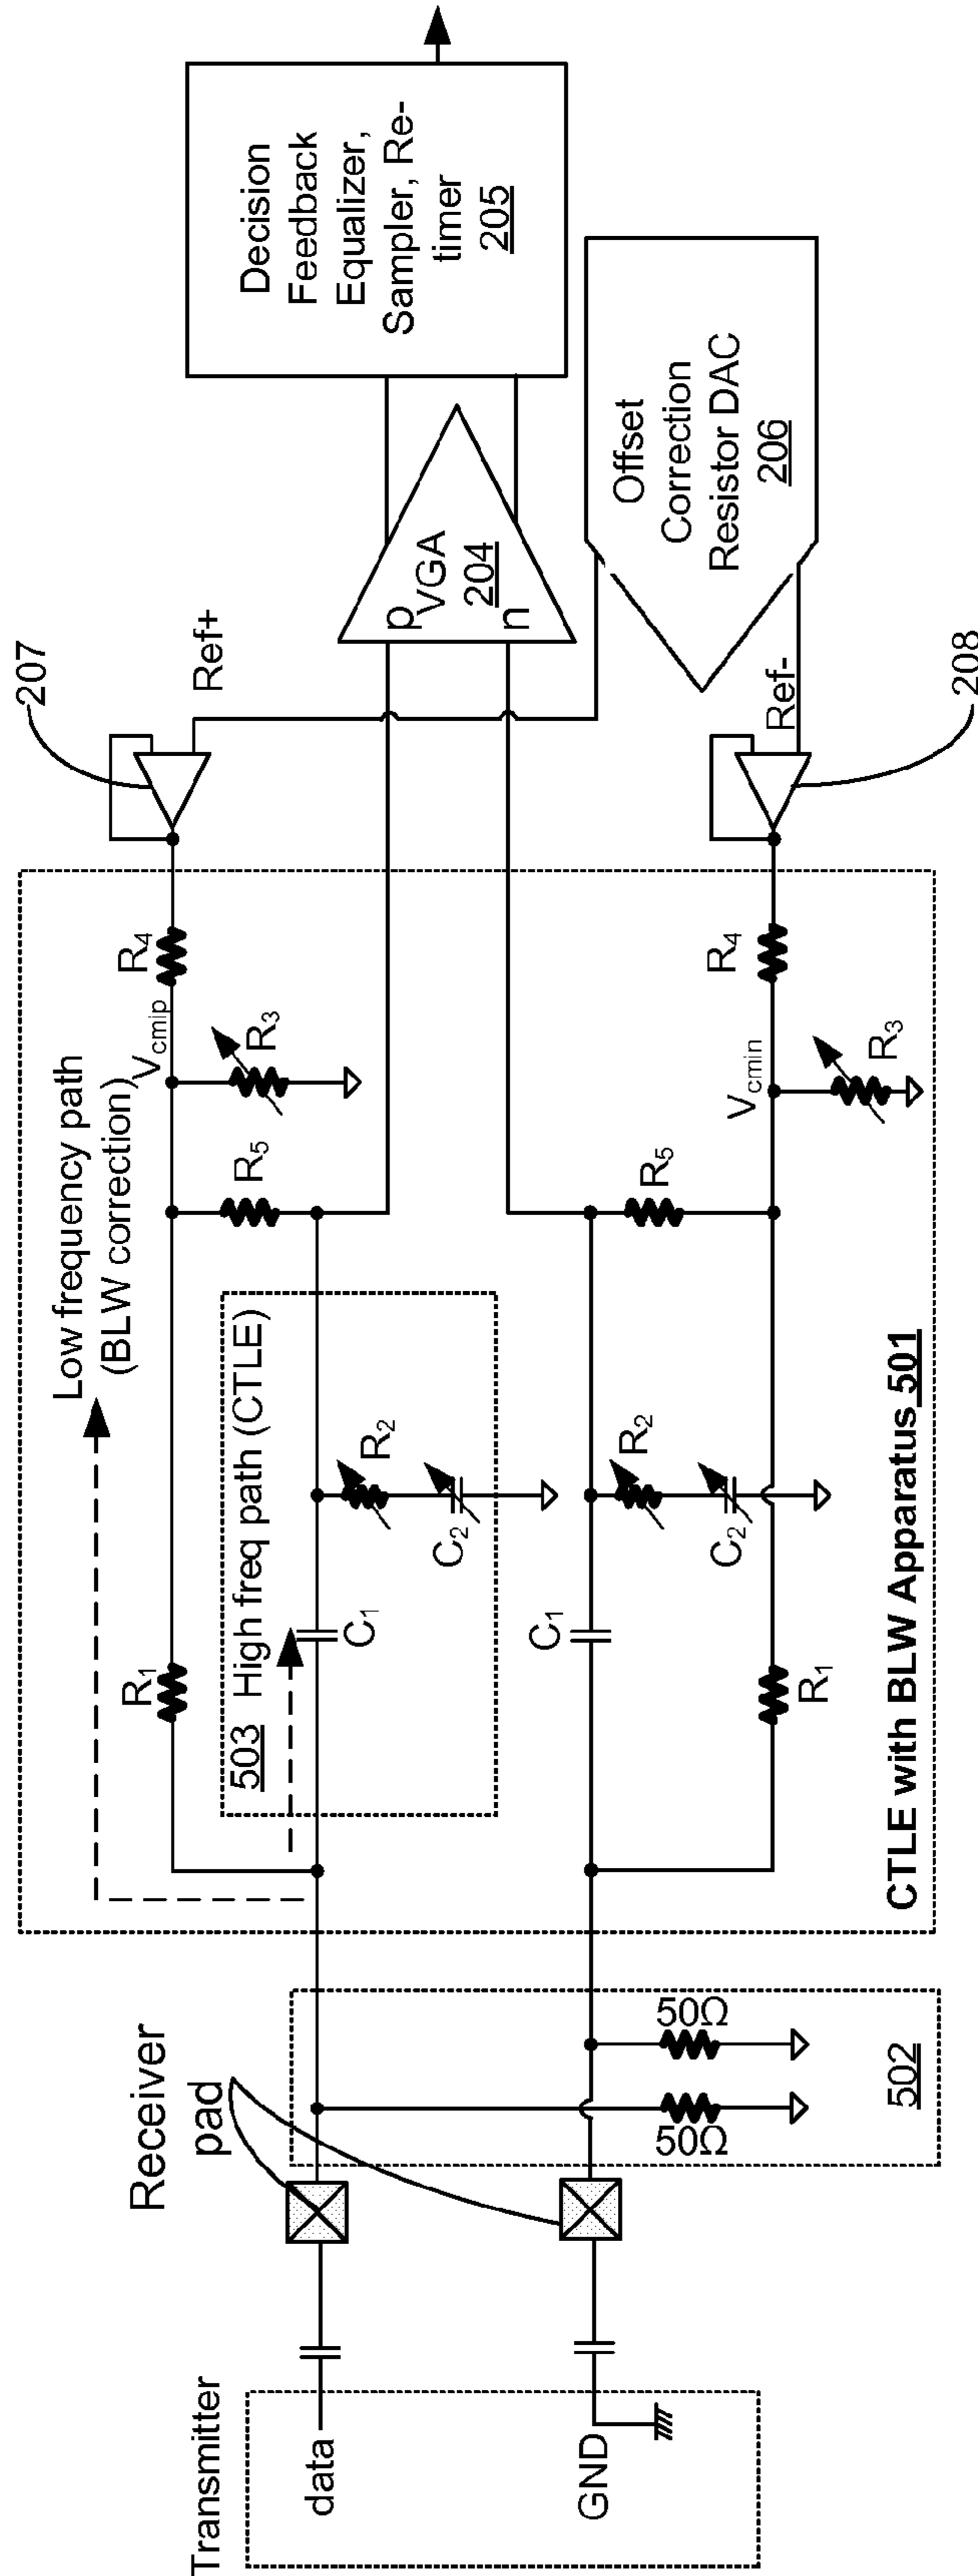 Transmitter
data
GND
Receiver
pad
50Ω
50Ω
502
Low frequency path
(BLW correction)
R1
503 High freq path (CTLE)
C1
R2
C2
R5
Vcmip
R3
R4
C1
R2
C2
R1
R5
Vcmin
R3
R4
CTLE with BLW Apparatus 501
207
Ref+
208
Ref-
p
VGA
204
n
Decision
Feedback
Equalizer,
Sampler, Re-
timer
205
Offset
Correction
Resistor DAC
206